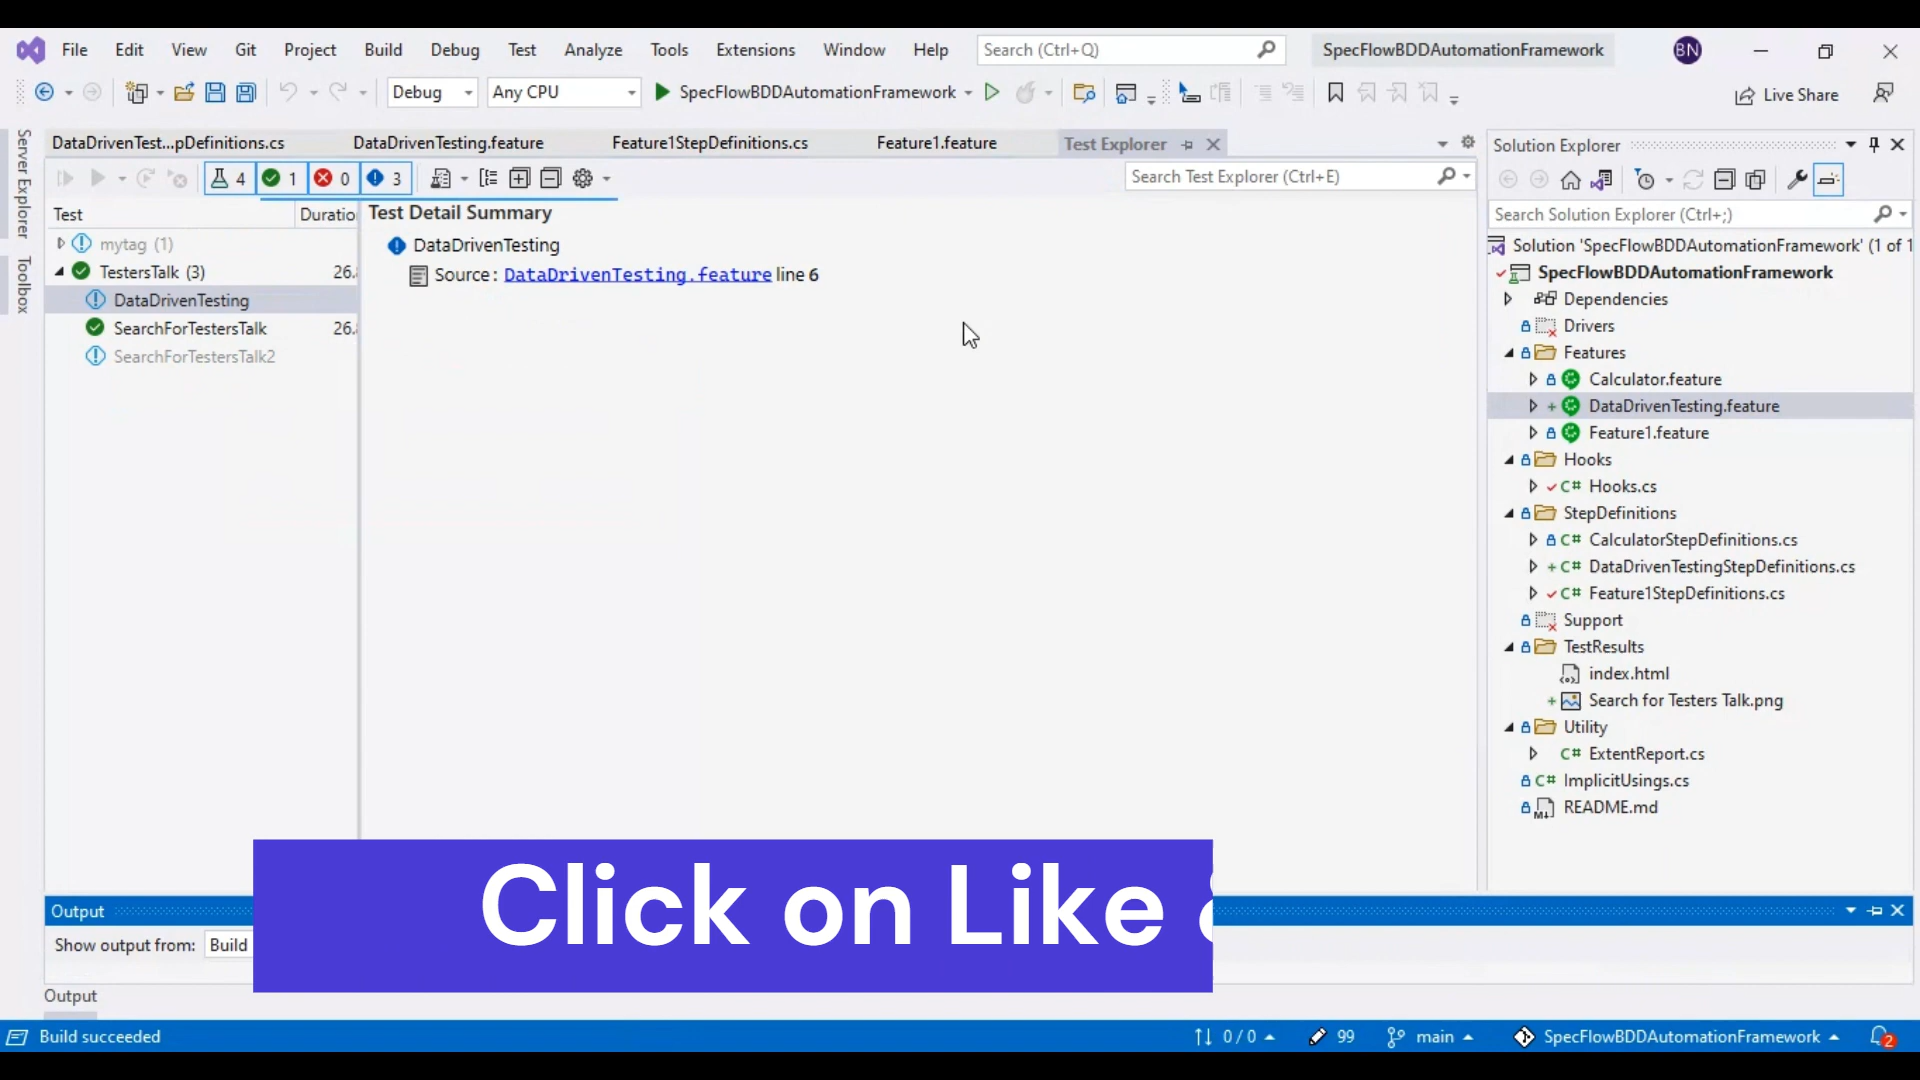 File Edit View Git Project Build Debug Test Analyze Tools Extensions Window Help Search (Ctrl+Q) SpecFlowBDDAutomationFramework BN
Debug Any CPU SpecFlowBDDAutomationFramework Live Share
Server Explorer
Toolbox
DataDrivenTest...pDefinitions.cs DataDrivenTesting.feature Feature1StepDefinitions.cs Feature1.feature Test Explorer
4 1 0 3 Search Test Explorer (Ctrl+E)
Test Duratio
mytag (1)
TestersTalk (3) 26.
DataDrivenTesting
SearchForTestersTalk 26.
SearchForTestersTalk2
Test Detail Summary
DataDrivenTesting
Source: DataDrivenTesting.feature line 6
Solution Explorer
Search Solution Explorer (Ctrl+;)
Solution 'SpecFlowBDDAutomationFramework' (1 of 1
SpecFlowBDDAutomationFramework
Dependencies
Drivers
Features
Calculator.feature
DataDrivenTesting.feature
Feature1.feature
Hooks
C# Hooks.cs
StepDefinitions
C# CalculatorStepDefinitions.cs
C# DataDrivenTestingStepDefinitions.cs
C# Feature1StepDefinitions.cs
Support
TestResults
index.html
Search for Testers Talk.png
Utility
C# ExtentReport.cs
C# ImplicitUsings.cs
README.md
Output
Show output from: Build
Click on Like
Output
Build succeeded 0 / 0 99 main SpecFlowBDDAutomationFramework 2